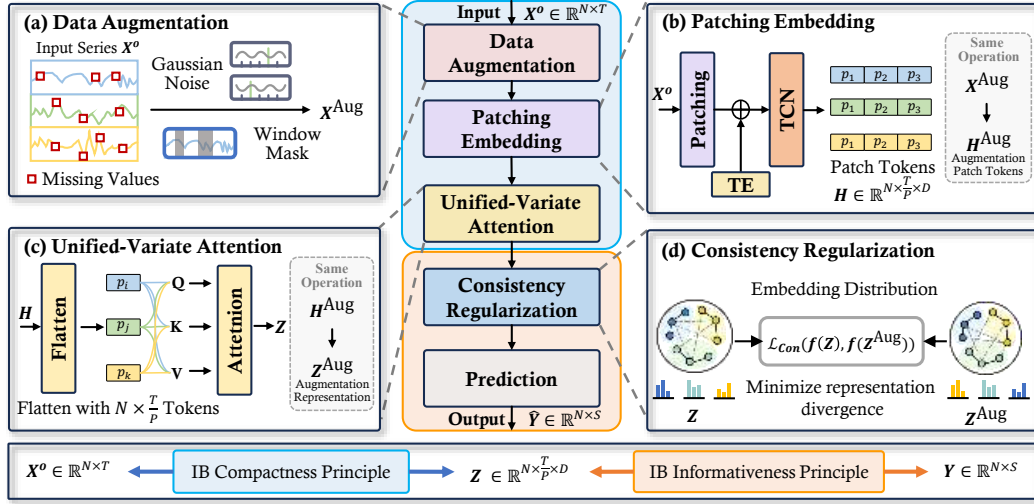 (a) Data Augmentation
Input Series X^o
Gaussian
Noise
X^Aug
Window
Mask
Missing Values
Input X^o ∈ ℝ^{N×T}
Data
Augmentation
Patching
Embedding
Unified-Variate
Attention
Consistency
Regularization
Prediction
Output Ŷ ∈ ℝ^{N×S}
(b) Patching Embedding
X^o
Patching
TE
TCN
p_1 p_2 p_3
p_1 p_2 p_3
p_1 p_2 p_3
Patch Tokens
H ∈ ℝ^{N×T/P×D}
Same
Operation
X^Aug
H^Aug
Augmentation
Patch Tokens
(c) Unified-Variate Attention
H
Flatten
p_i
p_j
p_k
Q
K
V
Attetnion
Z
Flatten with N × T/P Tokens
Same
Operation
H^Aug
Z^Aug
Augmentation
Representation
(d) Consistency Regularization
Embedding Distribution
ℒ_Con(f(Z), f(Z^Aug))
Minimize representation
divergence
Z
Z^Aug
X^o ∈ ℝ^{N×T}
IB Compactness Principle
Z ∈ ℝ^{N×T/P×D}
IB Informativeness Principle
Y ∈ ℝ^{N×S}